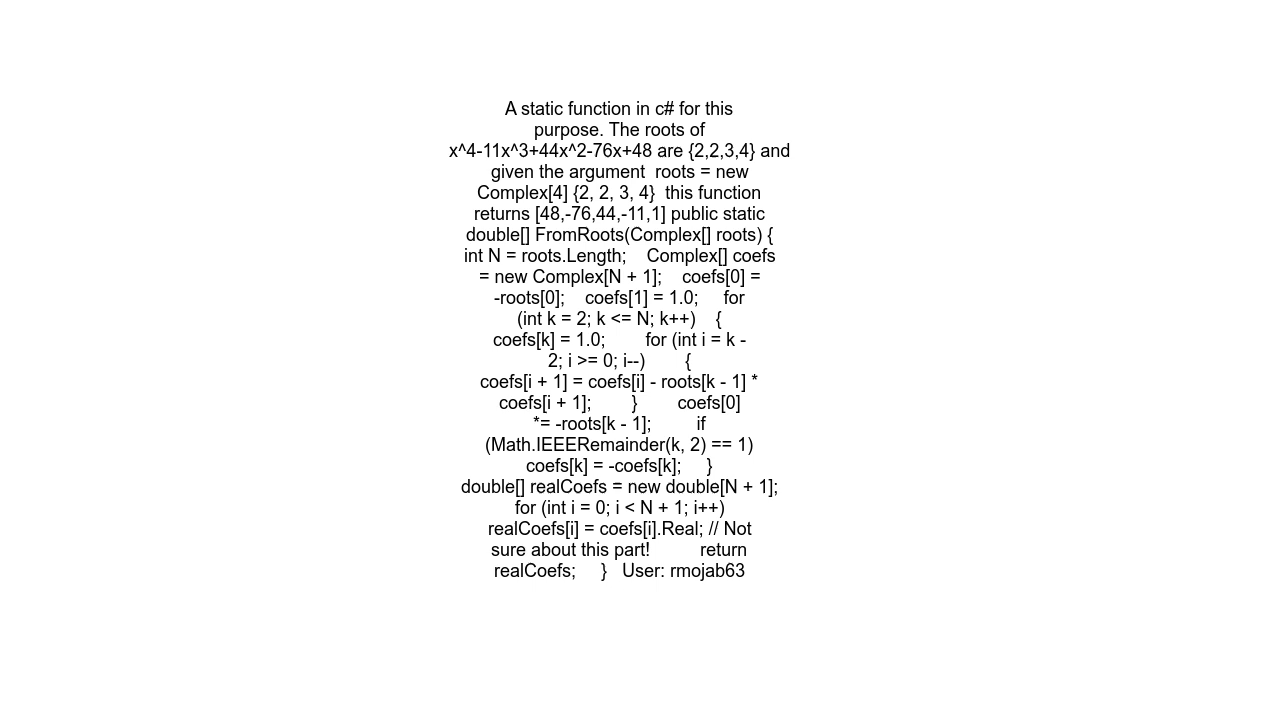 A static function in c# for this
purpose. The roots of
x^4-11x^3+44x^2-76x+48 are {2,2,3,4} and
given the argument  roots = new
Complex[4] {2, 2, 3, 4}  this function
returns [48,-76,44,-11,1] public static
double[] FromRoots(Complex[] roots) {
int N = roots.Length;    Complex[] coefs
= new Complex[N + 1];    coefs[0] =
-roots[0];    coefs[1] = 1.0;     for
(int k = 2; k <= N; k++)    {
coefs[k] = 1.0;        for (int i = k -
2; i >= 0; i--)        {
coefs[i + 1] = coefs[i] - roots[k - 1] *
coefs[i + 1];        }        coefs[0]
*= -roots[k - 1];         if
(Math.IEEERemainder(k, 2) == 1)
coefs[k] = -coefs[k];     }
double[] realCoefs = new double[N + 1];
for (int i = 0; i < N + 1; i++)
realCoefs[i] = coefs[i].Real; // Not
sure about this part!          return
realCoefs;     }   User: rmojab63